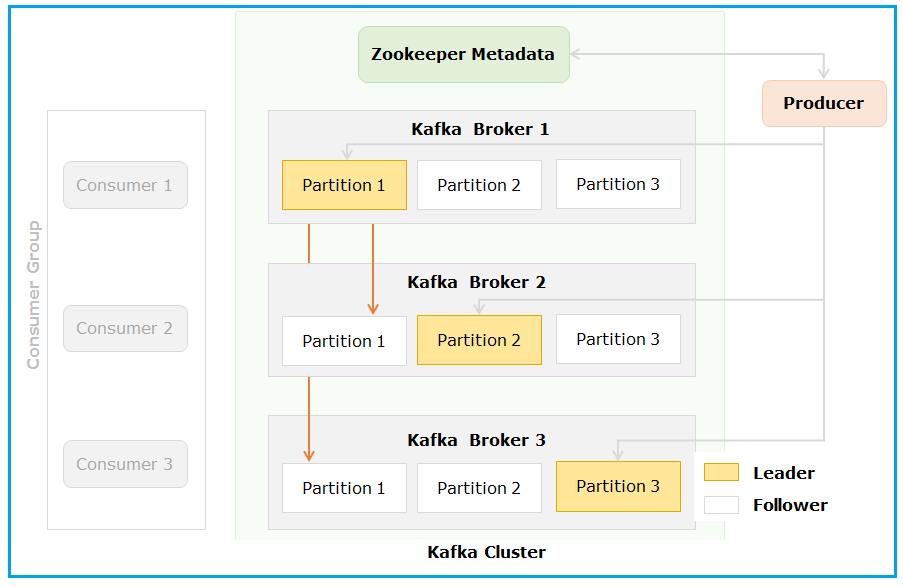 Zookeeper Metadata
Producer
Kafka Broker 1
Partition 1
Partition 2
Partition 3
Consumer Group
Consumer 1
Consumer 2
Consumer 3
Kafka Broker 2
Partition 1
Partition 2
Partition 3
Kafka Broker 3
Partition 1
Partition 2
Partition 3
Leader
Follower
Kafka Cluster